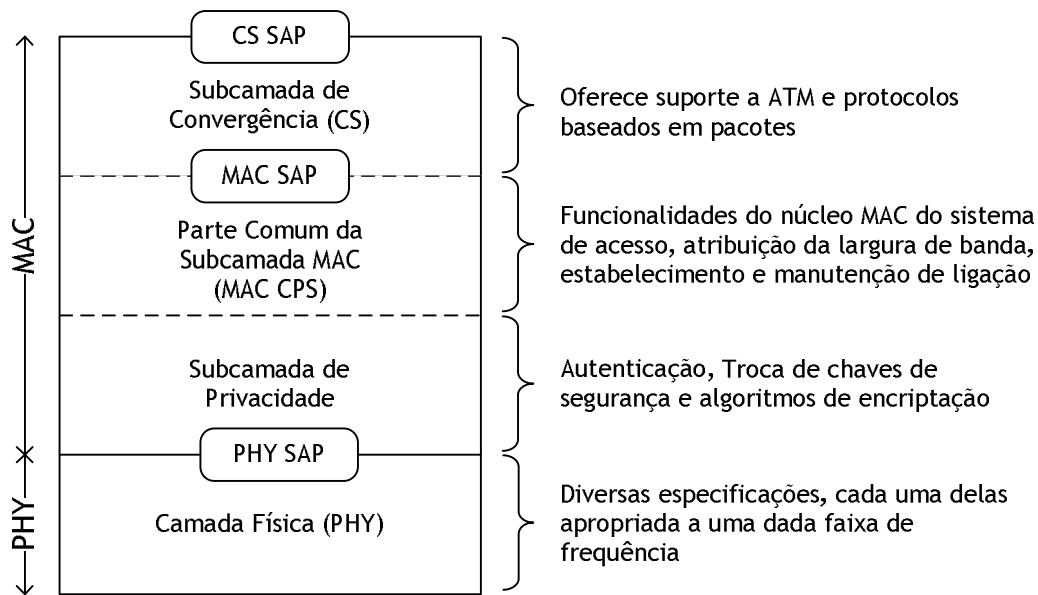 CS SAP
Subcamada de
Convergência (CS)
Oferece suporte a ATM e protocolos
baseados em pacotes
MAC SAP
Parte Comum da
Subcamada MAC
(MAC CPS)
Funcionalidades do núcleo MAC do sistema
de acesso, atribuição da largura de banda,
estabelecimento e manutenção de ligação
MAC
Subcamada de
Privacidade
Autenticação, Troca de chaves de
segurança e algoritmos de encriptação
PHY SAP
Camada Física (PHY)
Diversas especificações, cada uma delas
apropriada a uma dada faixa de
frequência
PHY